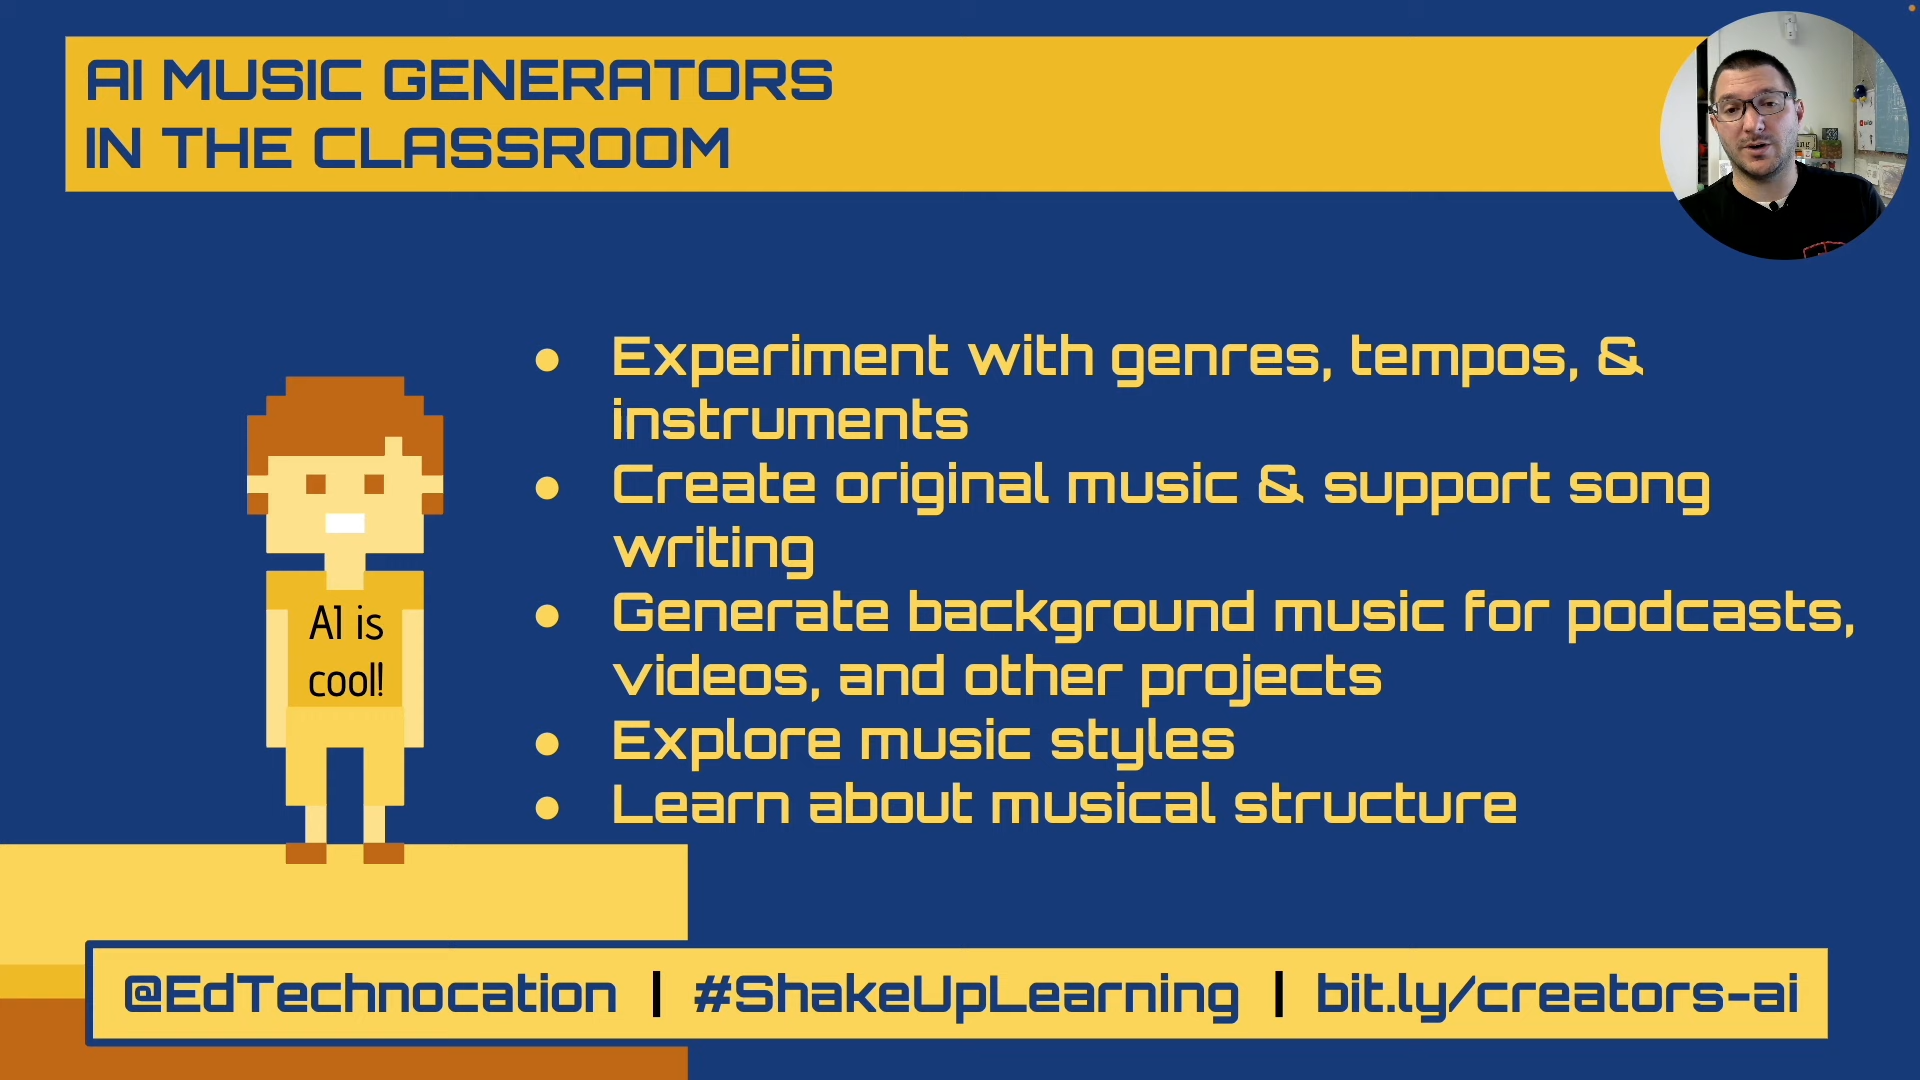 AI MUSIC GENERATORS
IN THE CLASSROOM
● Experiment with genres, tempos, &
instruments
● Create original music & support song
writing
● Generate background music for podcasts,
videos, and other projects
● Explore music styles
● Learn about musical structure
AI is
cool!
@EdTechnocation | #ShakeUpLearning | bit.ly/creators-ai